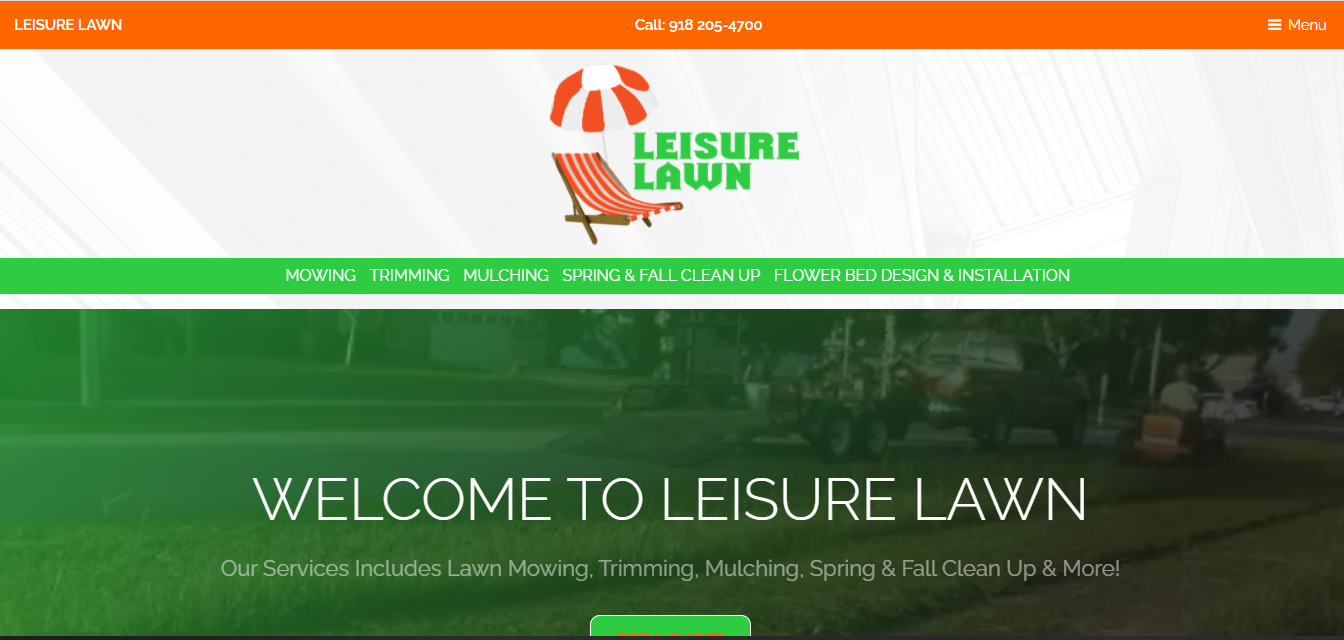 LEISURE LAWN
Call: 918 205-4700
Menu
LEISURE
LAWN
MOWING TRIMMING MULCHING SPRING & FALL CLEAN UP FLOWER BED DESIGN & INSTALLATION
WELCOME TO LEISURE LAWN
Our Services Includes Lawn Mowing, Trimming, Mulching, Spring & Fall Clean Up & More!